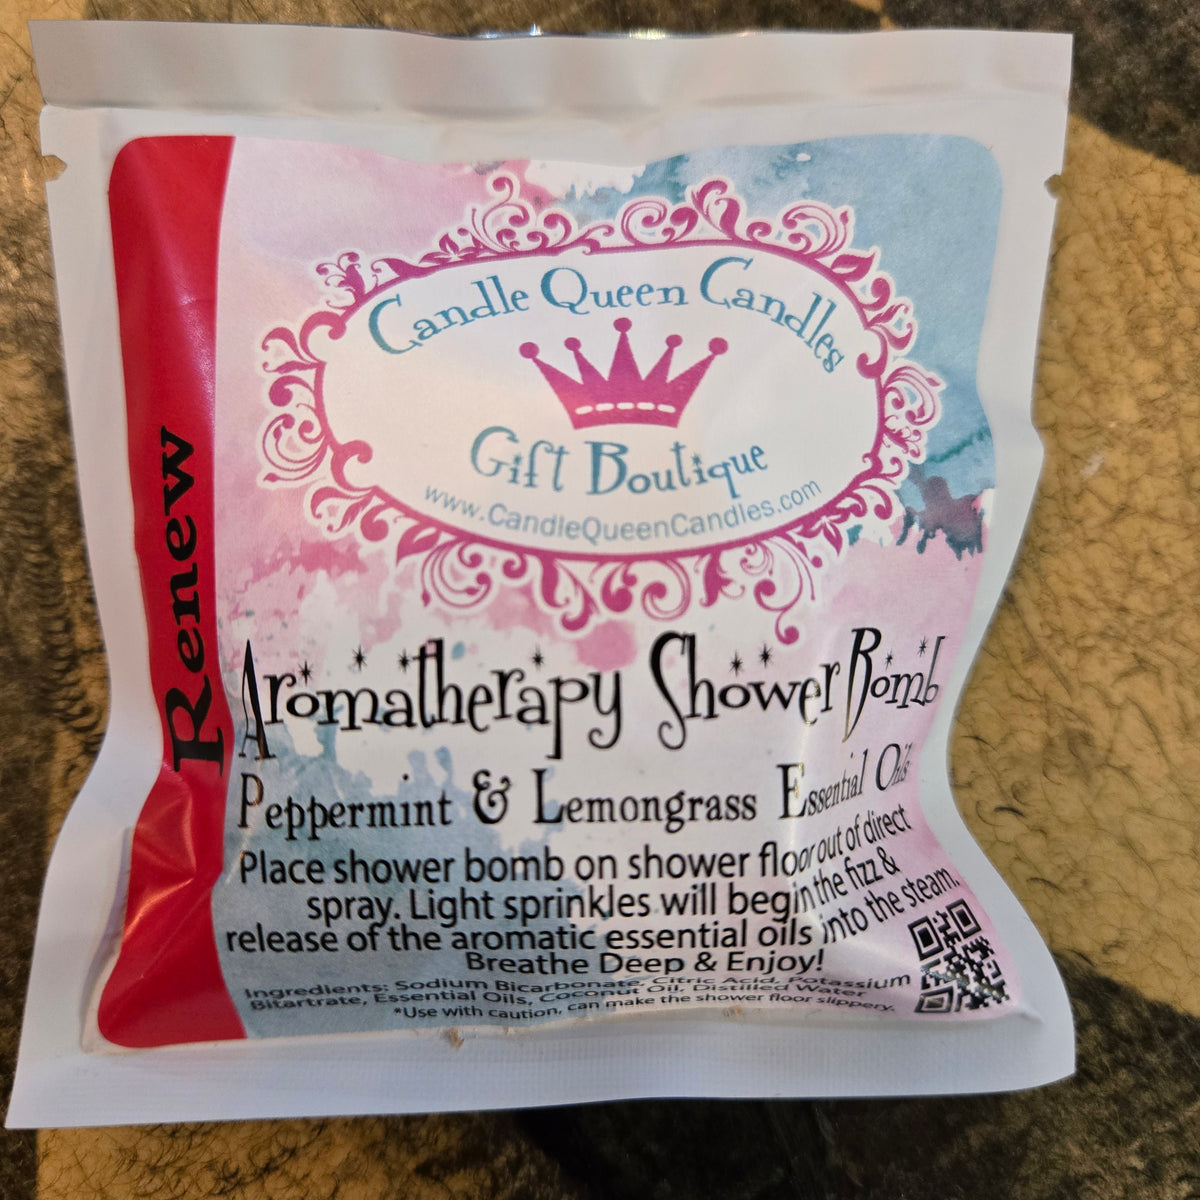 Renew
Candle Queen Candles
Gift Boutique
www.CandleQueenCandles.com
Aromatherapy Shower Bomb
Peppermint & Lemongrass Essential Oils
Place shower bomb on shower floor out of direct
spray. Light sprinkles will begin the fizz &
release of the aromatic essential oils into the steam.
Breathe Deep & Enjoy!
Ingredients: Sodium Bicarbonate, Citric Acid, Potassium
Bitartrate, Essential Oils, Coconut Oil, Distilled Water
*Use with caution, can make the shower floor slippery.